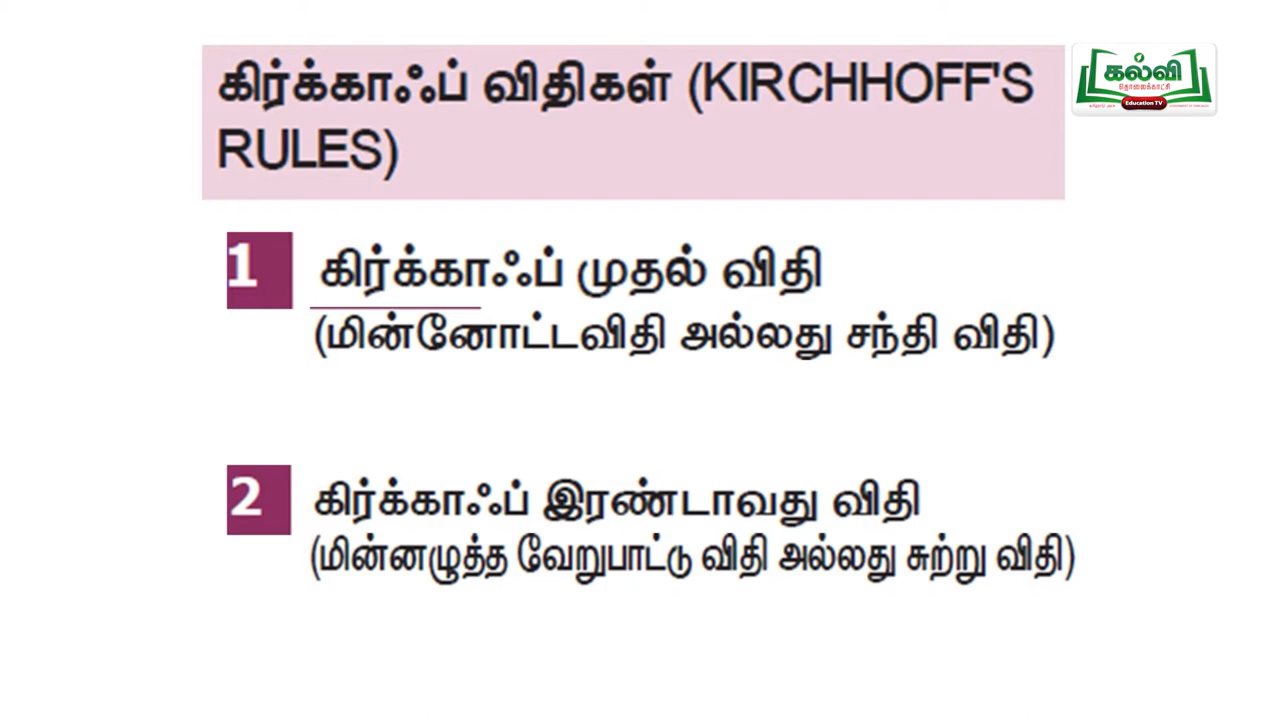 கிர்க்காஃப் விதிகள் (KIRCHHOFF'S
RULES)
கல்வி
தொலைக்காட்சி
Education TV
1 கிர்க்காஃப் முதல் விதி
(மின்னோட்டவிதி அல்லது சந்தி விதி)
2 கிர்க்காஃப் இரண்டாவது விதி
(மின்னழுத்த வேறுபாட்டு விதி அல்லது சுற்று விதி)